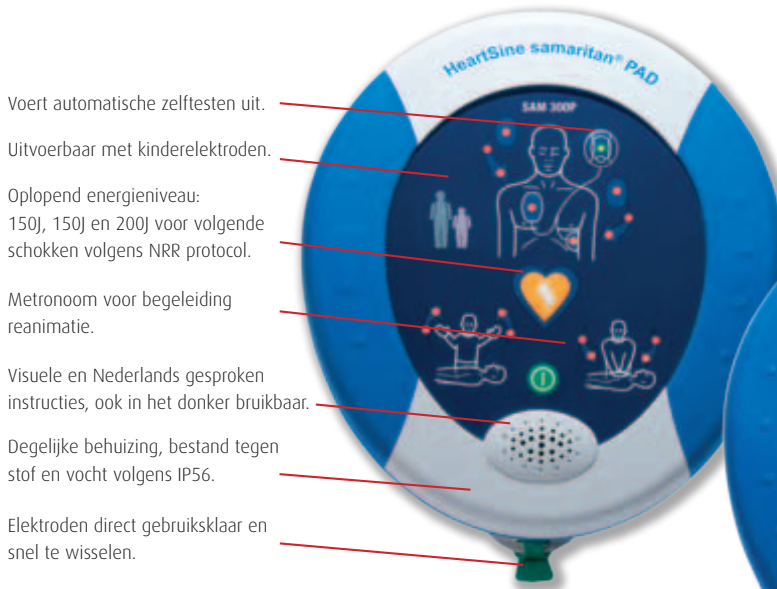 HeartSine samaritan® PAD
SAM 300P
Voert automatische zelftesten uit.
Uitvoerbaar met kinderelektroden.
Oplopend energieniveau:
150J, 150J en 200J voor volgende
schokken volgens NRR protocol.
Metronoom voor begeleiding
reanimatie.
Visuele en Nederlands gesproken
instructies, ook in het donker bruikbaar.
Degelijke behuizing, bestand tegen
stof en vocht volgens IP56.
Elektroden direct gebruiksklaar en
snel te wisselen.